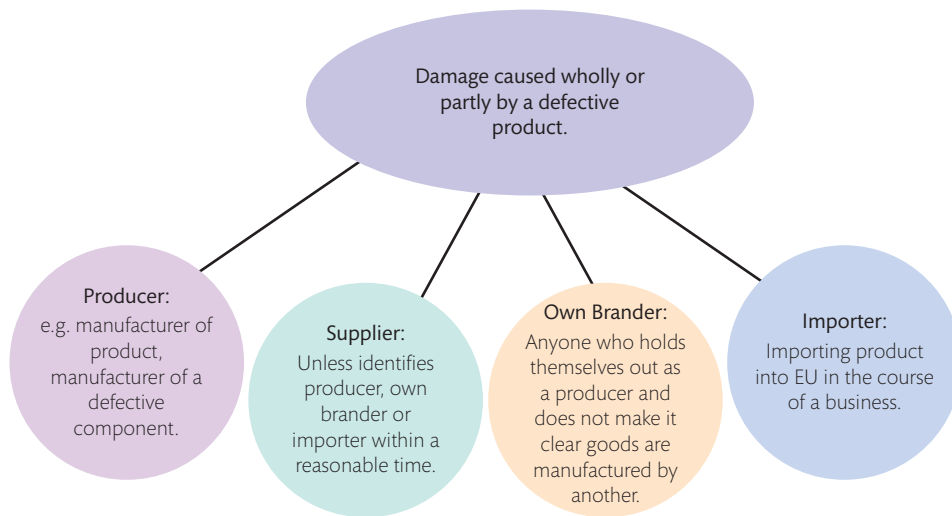 Damage caused wholly or
partly by a defective
product.
Producer:
e.g. manufacturer of
product,
manufacturer of a
defective
component.
Supplier:
Unless identifies
producer, own
brander or
importer within a
reasonable time.
Own Brander:
Anyone who holds
themselves out as
a producer and
does not make it
clear goods are
manufactured by
another.
Importer:
Importing product
into EU in the course
of a business.